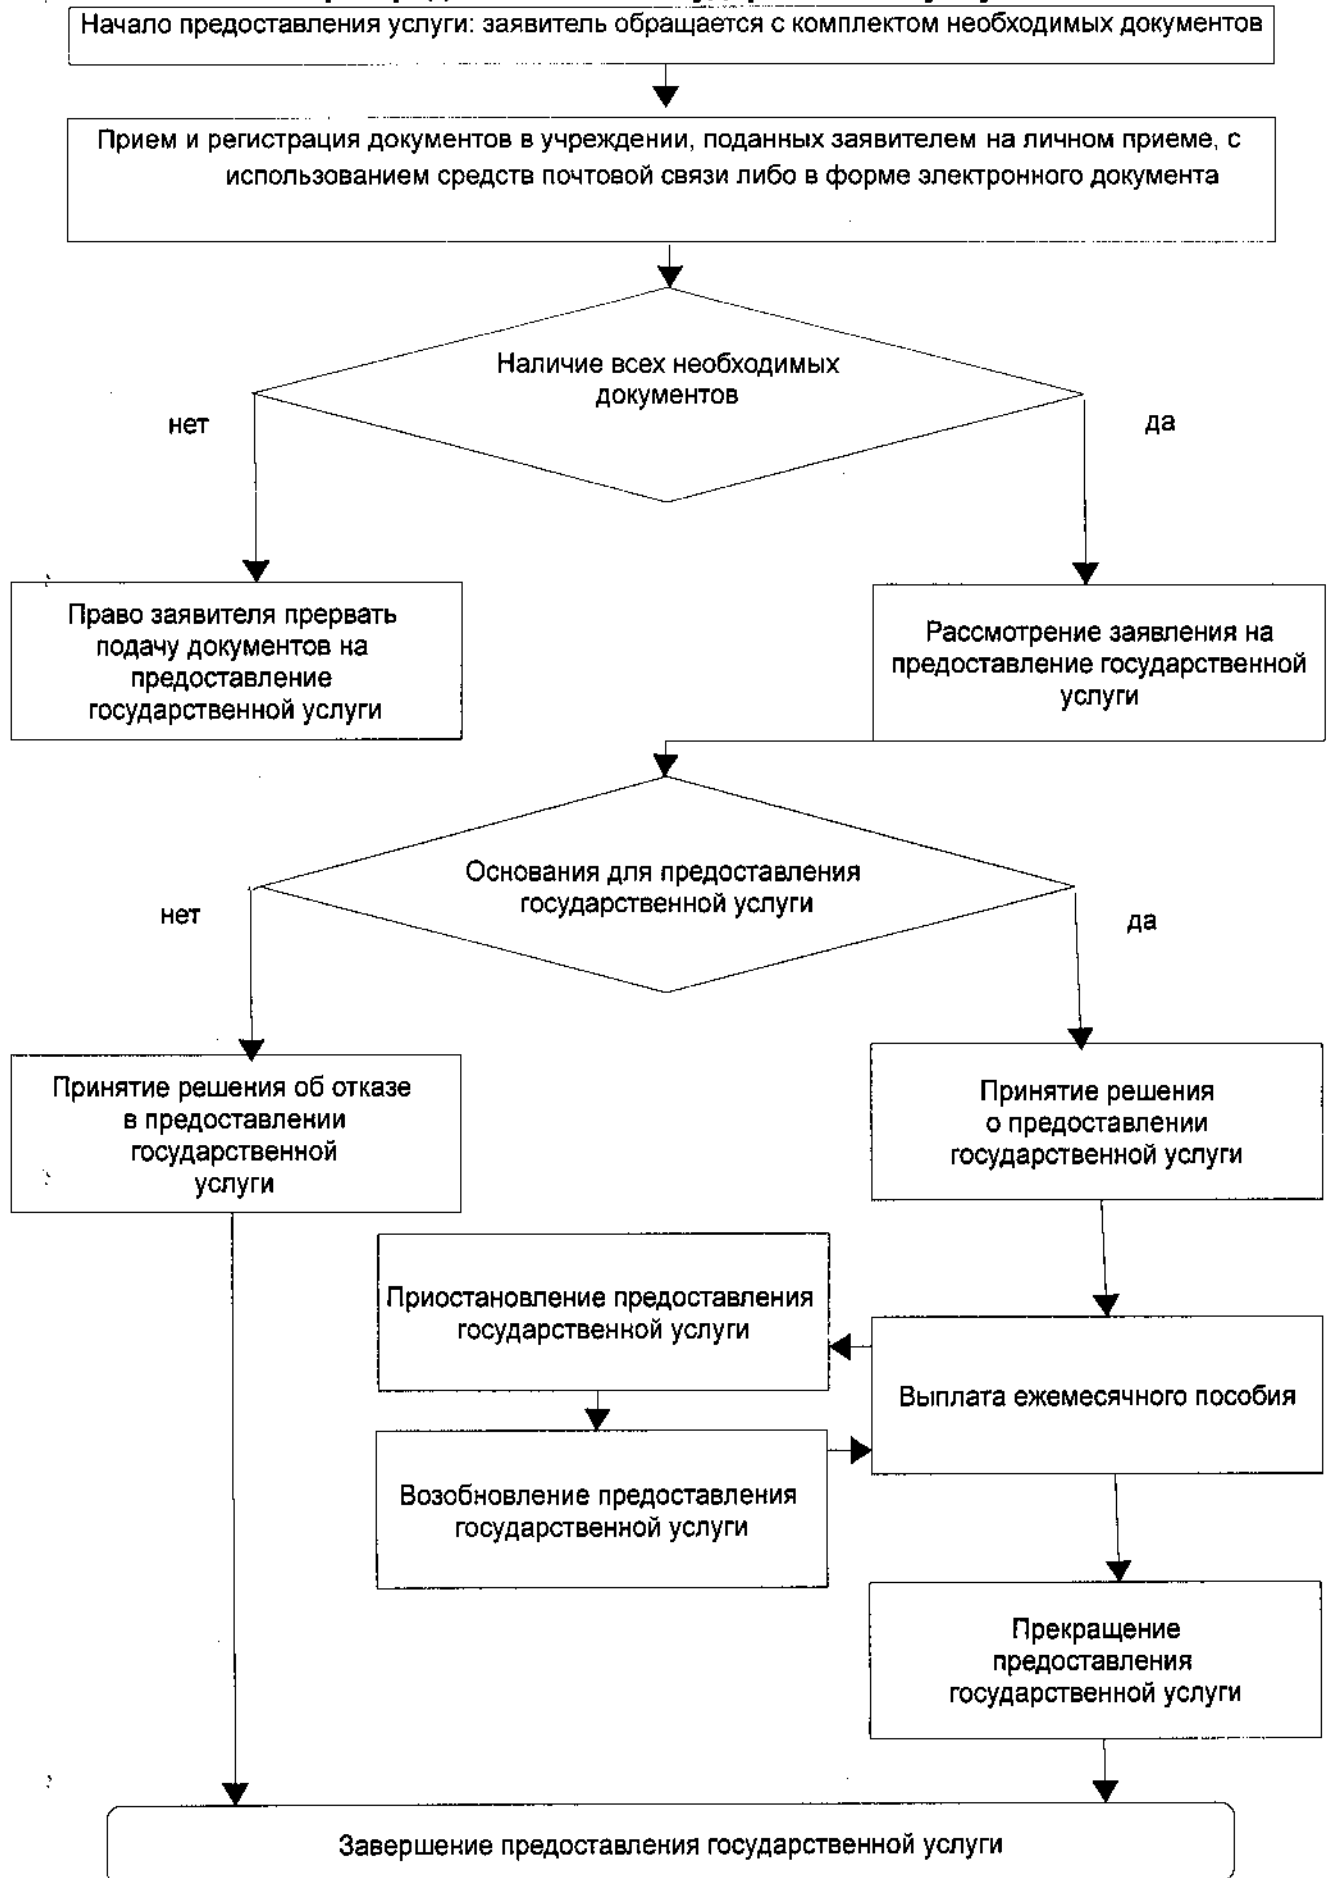 Начало предоставления услуги: заявитель обращается с комплектом необходимых документов
Прием и регистрация документов в учреждении, поданных заявителем на личном приеме, с
использованием средств почтовой связи либо в форме электронного документа
Наличие всех необходимых
документов
нет
да
Право заявителя прервать
подачу документов на
предоставление
государственной услуги
Рассмотрение заявления на
предоставление государственной
услуги
Основания для предоставления
государственной услуги
нет
да
Принятие решения об отказе
в предоставлении
государственной
услуги
Принятие решения
о предоставлении
государственной услуги
Приостановление предоставления
государственной услуги
Выплата ежемесячного пособия
Возобновление предоставления
государственной услуги
Прекращение
предоставления
государственной услуги
Завершение предоставления государственной услуги